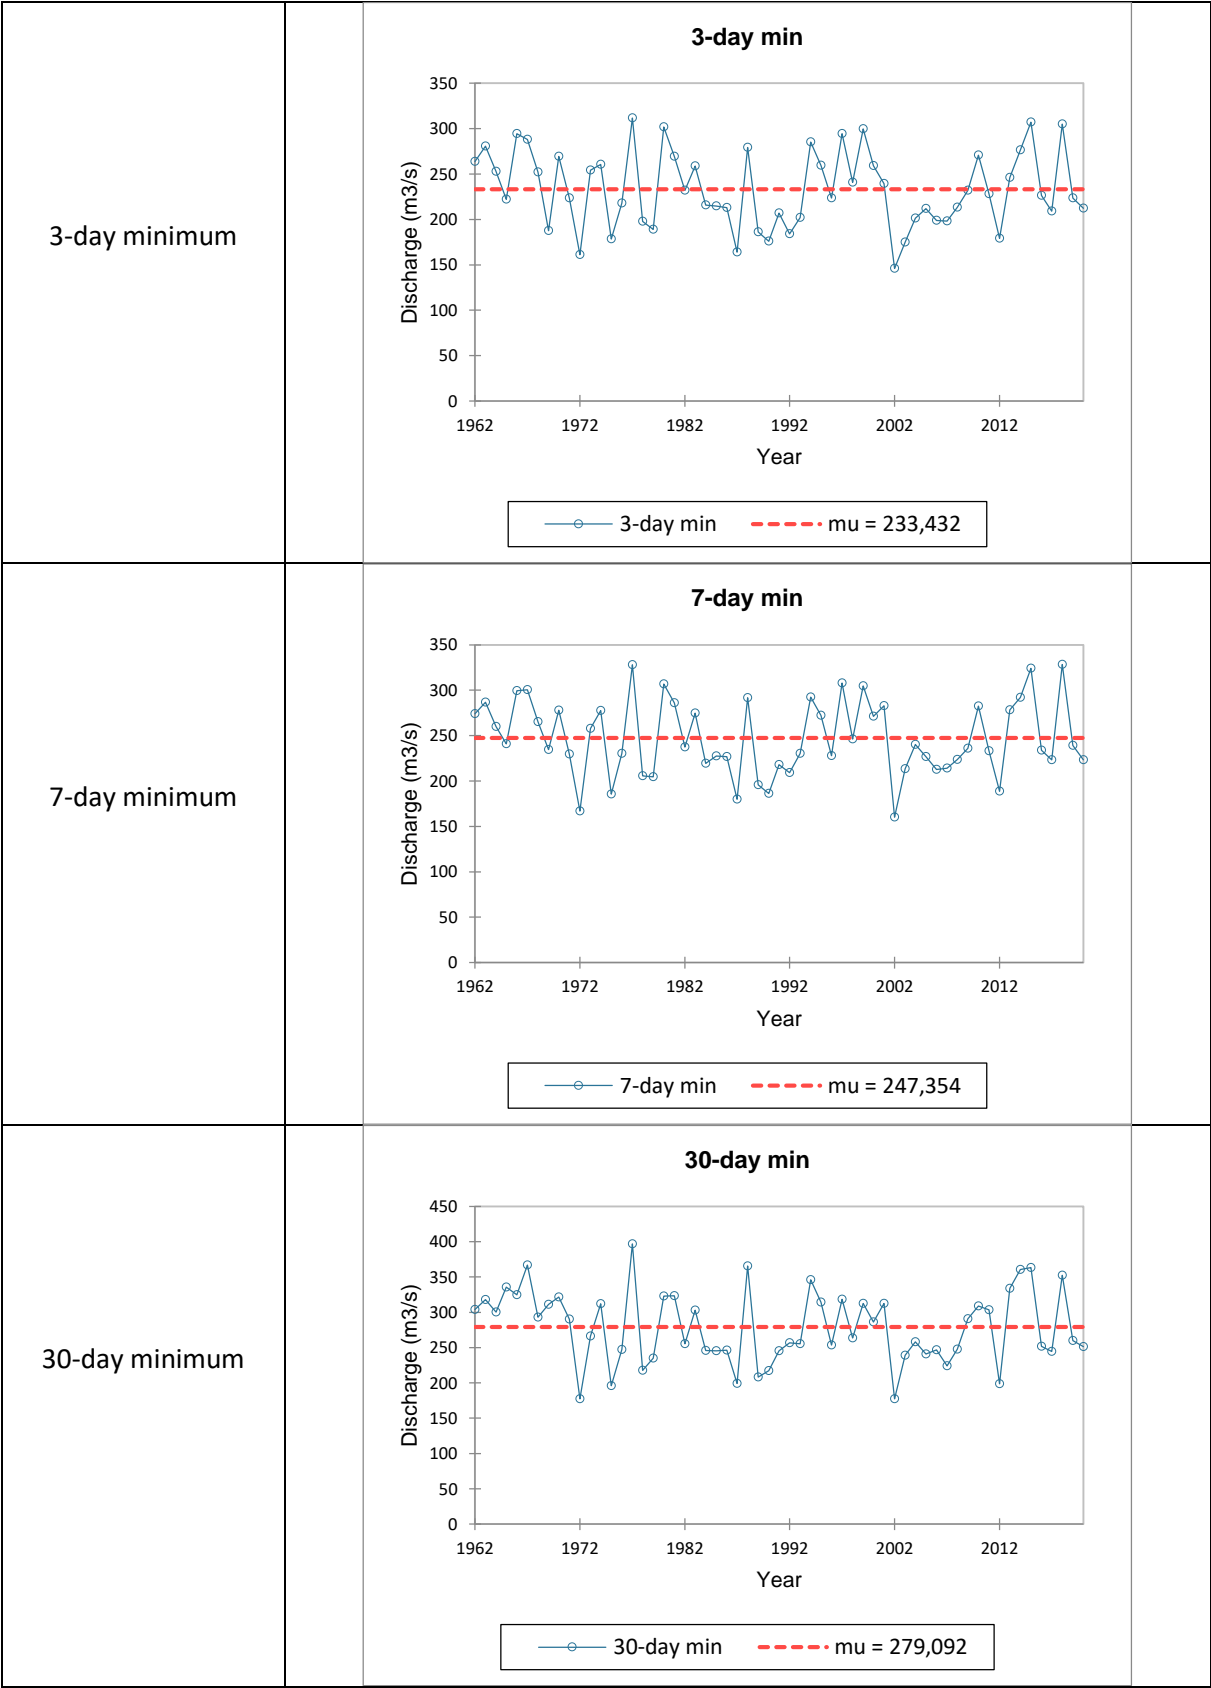 3-day minimum
3-day min
Discharge (m3/s)
350
300
250
200
150
100
50
0
1962 1972 1982 1992 2002 2012
Year
3-day min mu = 233,432
7-day minimum
7-day min
Discharge (m3/s)
350
300
250
200
150
100
50
0
1962 1972 1982 1992 2002 2012
Year
7-day min mu = 247,354
30-day minimum
30-day min
Discharge (m3/s)
450
400
350
300
250
200
150
100
50
0
1962 1972 1982 1992 2002 2012
Year
30-day min mu = 279,092